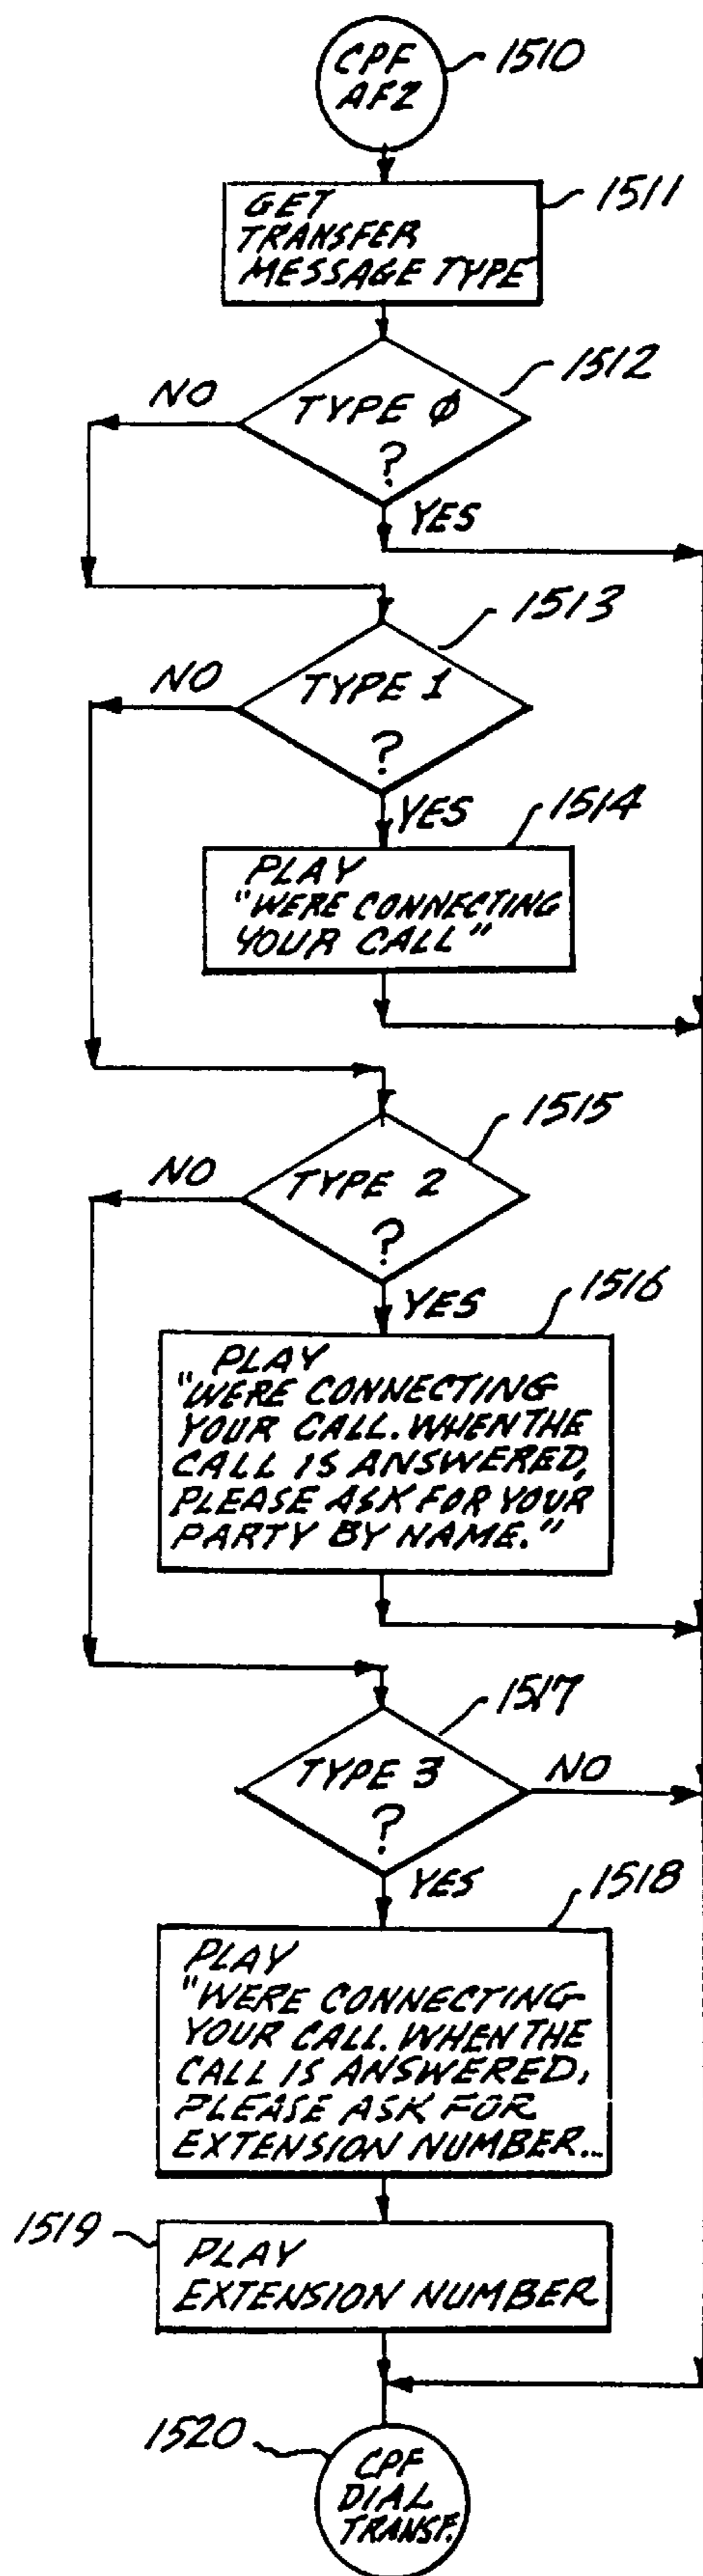 CPF
AF2
1510
GET
TRANSFER
MESSAGE TYPE
1511
TYPE Ø
?
1512
NO
YES
TYPE 1
?
1513
NO
YES
1514
PLAY
"WERE CONNECTING
YOUR CALL"
TYPE 2
?
1515
NO
YES
1516
PLAY
"WERE CONNECTING
YOUR CALL. WHEN THE
CALL IS ANSWERED,
PLEASE ASK FOR YOUR
PARTY BY NAME."
1517
TYPE 3
?
NO
YES
1518
PLAY
"WERE CONNECTING
YOUR CALL. WHEN THE
CALL IS ANSWERED,
PLEASE ASK FOR
EXTENSION NUMBER...
1519
PLAY
EXTENSION NUMBER
1520
CPF
DIAL
TRANSF.